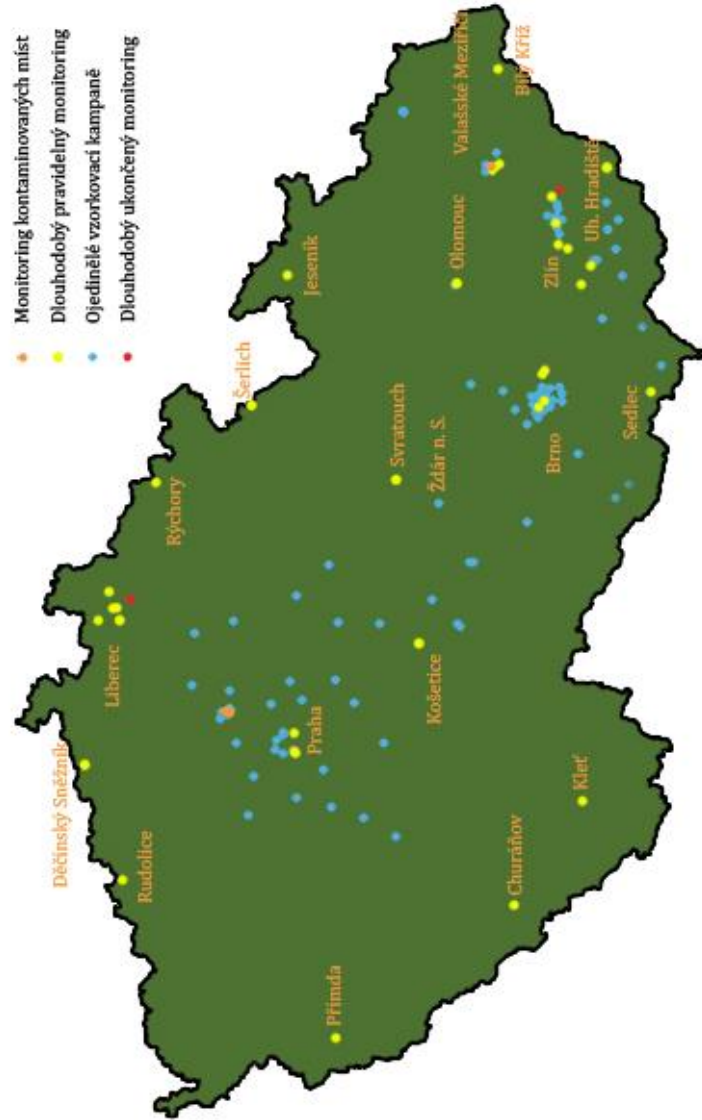 Monitoring kontaminovaných míst
Dlouhodobý pravidelný monitoring
Ojedinělé vzorkovací kampaně
Dlouhodobý ukončený monitoring
Děčínský Sněžník
Rudolice
Liberec
Rýchory
Šerlich
Jeseník
Přimda
Praha
Košetice
Svratouch
Ždár n. S.
Olomouc
Valašské Meziříčí
Bílý Kříž
Churáňov
Kleť
Brno
Zlín
Uh. Hradiště
Sedlec